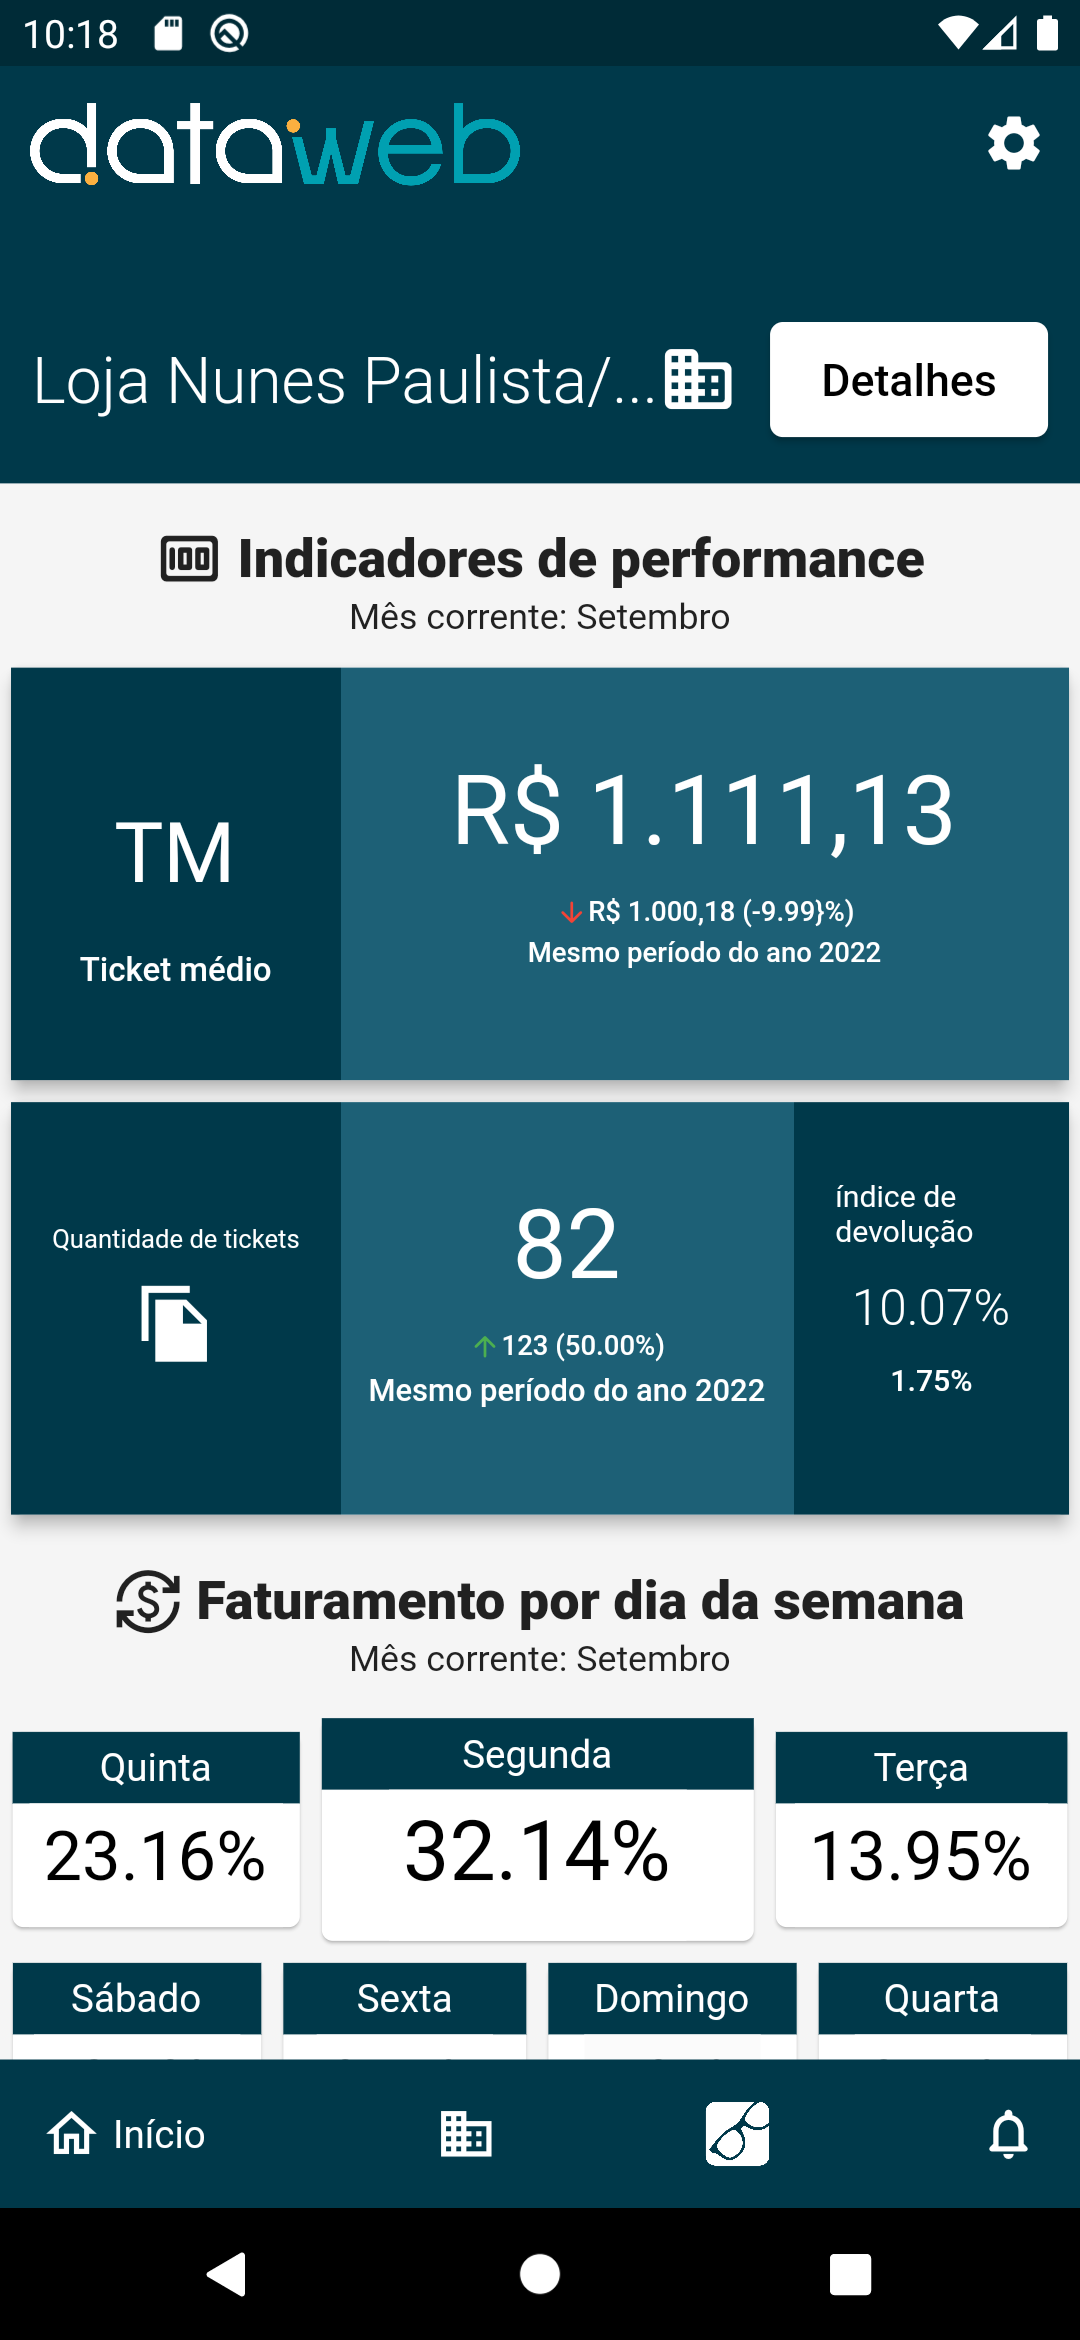 10:18
dataweb
Loja Nunes Paulista/...
Detalhes
Indicadores de performance
Mês corrente: Setembro
TM
Ticket médio
R$ 1.111,13
R$ 1.000,18 (-9.99}%)
Mesmo período do ano 2022
Quantidade de tickets
82
123 (50.00%)
Mesmo período do ano 2022
índice de
devolução
10.07%
1.75%
Faturamento por dia da semana
Mês corrente: Setembro
Quinta
23.16%
Segunda
32.14%
Terça
13.95%
Sábado
Sexta
Domingo
Quarta
Início